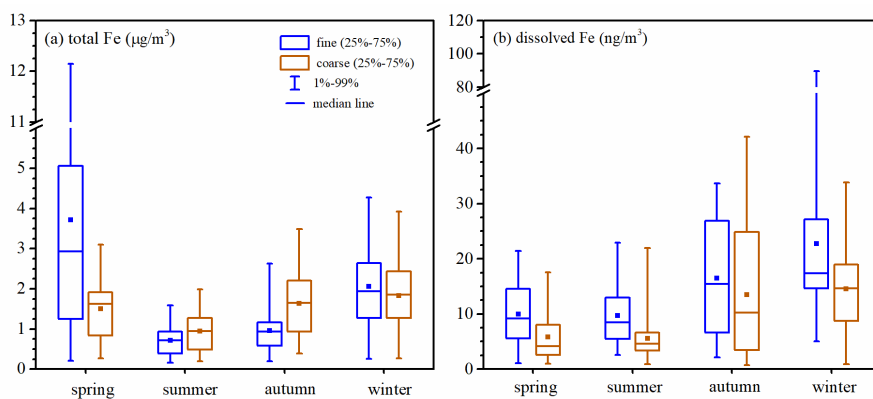 (a) total Fe (μg/m³)
fine (25%-75%)
coarse (25%-75%)
1%-99%
median line
13
12
11
5
4
3
2
1
0
spring summer autumn winter
(b) dissolved Fe (ng/m³)
120
100
80
40
30
20
10
0
spring summer autumn winter